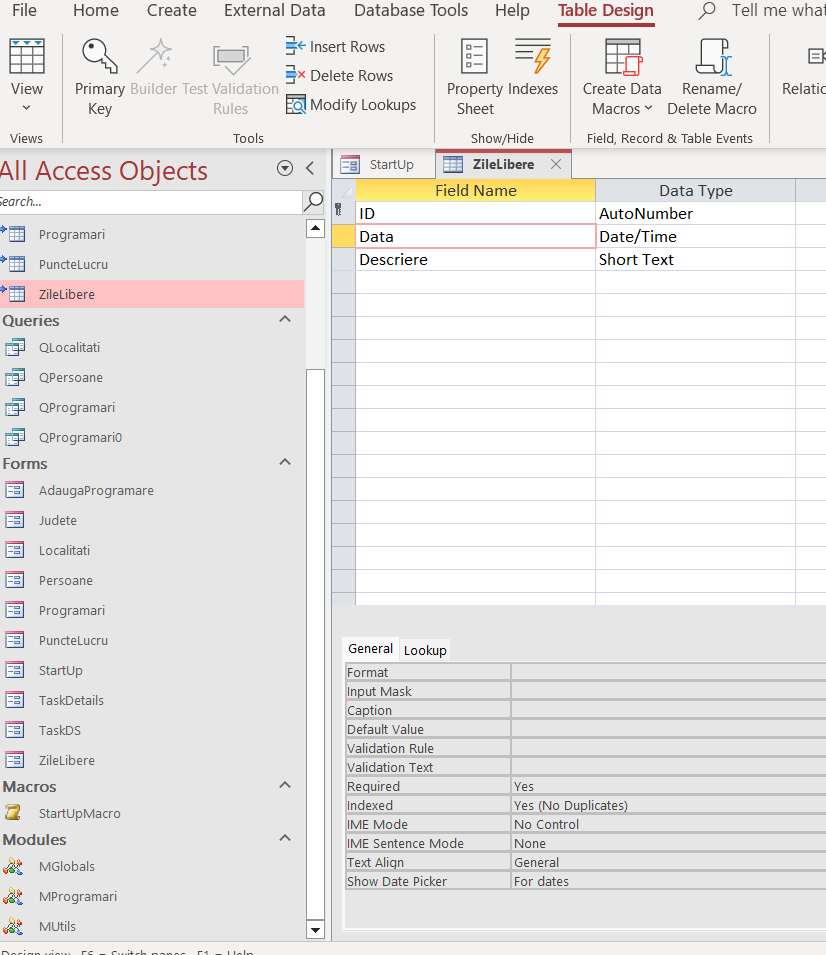 File Home Create External Data Database Tools Help Table Design Tell me what
View
Primary Key
Builder
Test Validation Rules
Insert Rows
Delete Rows
Modify Lookups
Property Sheet
Indexes
Create Data Macros
Rename/ Delete Macro
Relatio
Views
Tools
Show/Hide
Field, Record & Table Events
All Access Objects
Search...
Programari
PuncteLucru
ZileLibere
Queries
QLocalitati
QPersoane
QProgramari
QProgramari0
Forms
AdaugaProgramare
Judete
Localitati
Persoane
Programari
PuncteLucru
StartUp
TaskDetails
TaskDS
ZileLibere
Macros
StartUpMacro
Modules
MGlobals
MProgramari
MUtils
StartUp ZileLibere
Field Name Data Type
ID AutoNumber
Data Date/Time
Descriere Short Text
General Lookup
Format
Input Mask
Caption
Default Value
Validation Rule
Validation Text
Required Yes
Indexed Yes (No Duplicates)
IME Mode No Control
IME Sentence Mode None
Text Align General
Show Date Picker For dates
Design view. F6 = Switch panes. F1 = Help.